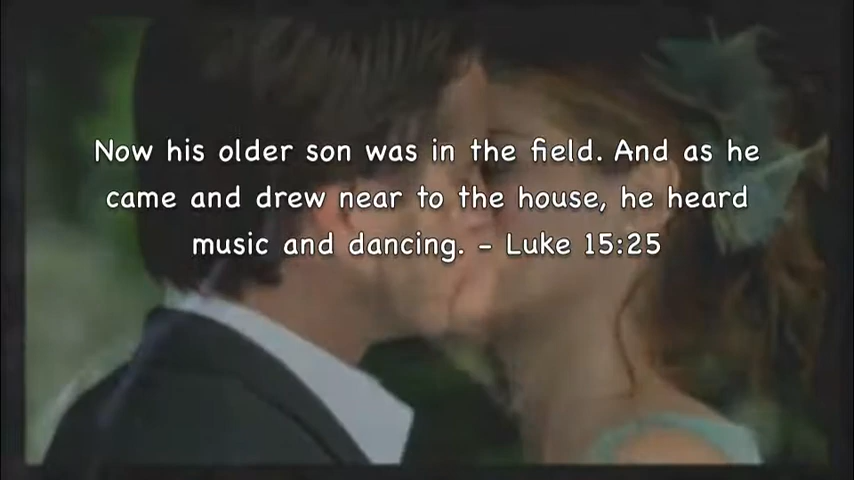 Now his older son was in the field. And as he
came and drew near to the house, he heard
music and dancing. - Luke 15:25